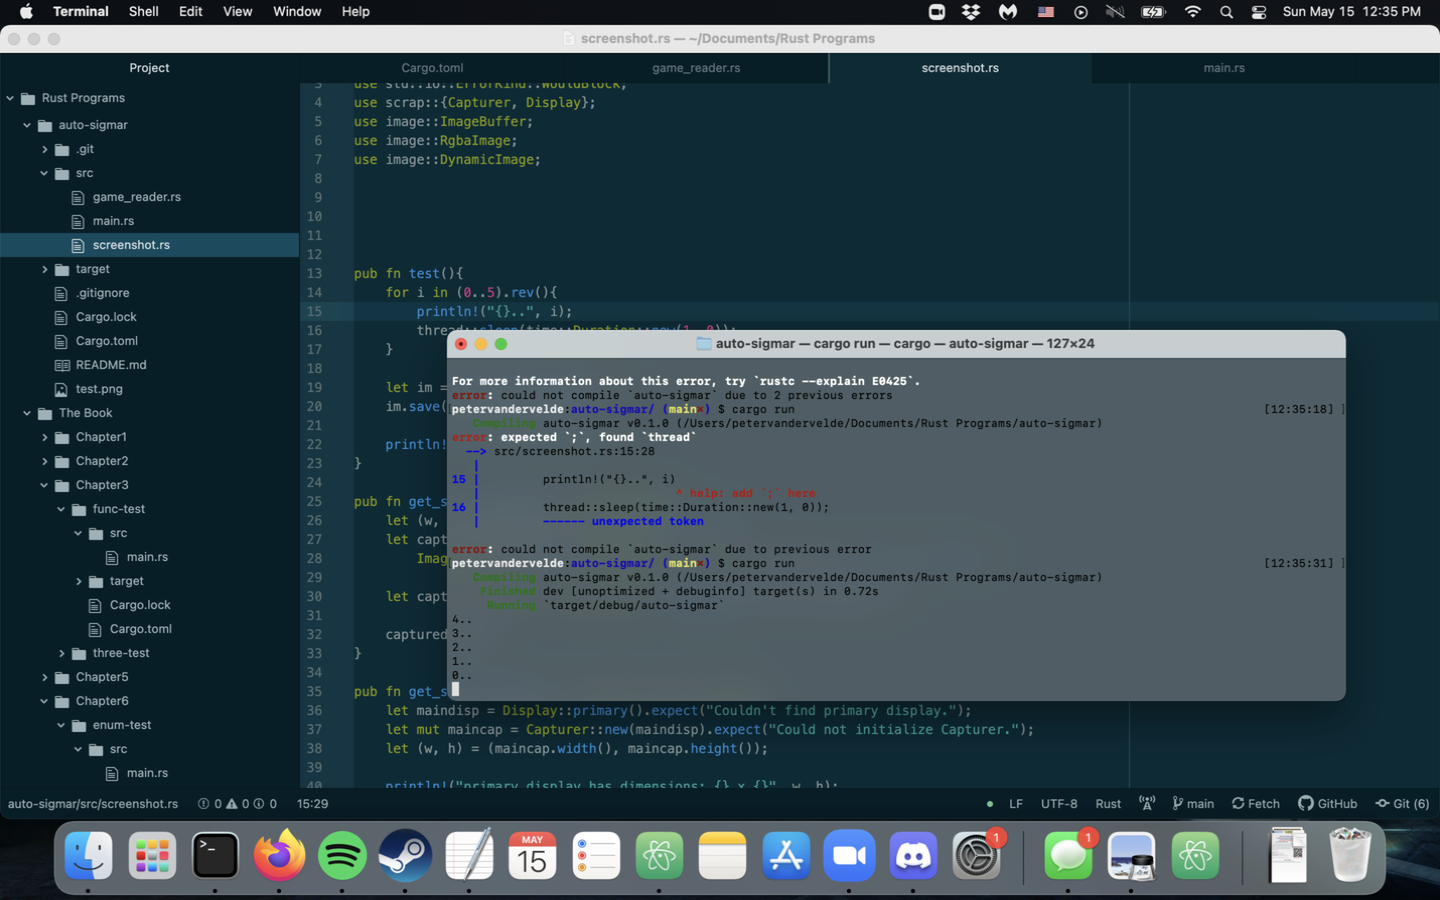 Terminal Shell Edit View Window Help Sun May 15 12:35 PM
screenshot.rs — ~/Documents/Rust Programs
Project
Cargo.toml game_reader.rs screenshot.rs main.rs
Rust Programs
auto-sigmar
.git
src
game_reader.rs
main.rs
screenshot.rs
target
.gitignore
Cargo.lock
Cargo.toml
README.md
test.png
The Book
Chapter1
Chapter2
Chapter3
func-test
src
main.rs
target
Cargo.lock
Cargo.toml
three-test
Chapter5
Chapter6
enum-test
src
main.rs
3 use std::io::ErrorKind::WouldBlock;
4 use scrap::{Capturer, Display};
5 use image::ImageBuffer;
6 use image::RgbaImage;
7 use image::DynamicImage;
8
9
10
11
12
13 pub fn test(){
14 for i in (0..5).rev(){
15 println!("{}..", i);
16 thread::sleep(time::Duration::new(1, 0));
17 }
18
19 let im =
20 im.save(
21
22 println!
23 }
24
25 pub fn get_s
26 let (w,
27 let capt
28 Imag
29
30 let capt
31
32 captured
33 }
34
35 pub fn get_s
36 let maindisp = Display::primary().expect("Couldn't find primary display.");
37 let mut maincap = Capturer::new(maindisp).expect("Could not initialize Capturer.");
38 let (w, h) = (maincap.width(), maincap.height());
39
40 println!("primary display has dimensions: {} x {}", w, h);
auto-sigmar — cargo run — cargo — auto-sigmar — 127×24
For more information about this error, try `rustc --explain E0425`.
error: could not compile `auto-sigmar` due to 2 previous errors
[petervandervelde:auto-sigmar/ (main×) $ cargo run [12:35:18] ]
Compiling auto-sigmar v0.1.0 (/Users/petervandervelde/Documents/Rust Programs/auto-sigmar)
error: expected `;`, found `thread`
--> src/screenshot.rs:15:28
|
15 | println!("{}..", i)
| ^ help: add `;` here
16 | thread::sleep(time::Duration::new(1, 0));
| ------ unexpected token
error: could not compile `auto-sigmar` due to previous error
[petervandervelde:auto-sigmar/ (main×) $ cargo run [12:35:31] ]
Compiling auto-sigmar v0.1.0 (/Users/petervandervelde/Documents/Rust Programs/auto-sigmar)
Finished dev [unoptimized + debuginfo] target(s) in 0.72s
Running `target/debug/auto-sigmar`
4..
3..
2..
1..
0..
auto-sigmar/src/screenshot.rs 0 0 0 15:29 LF UTF-8 Rust main Fetch GitHub Git (6)
MAY
15
1
1